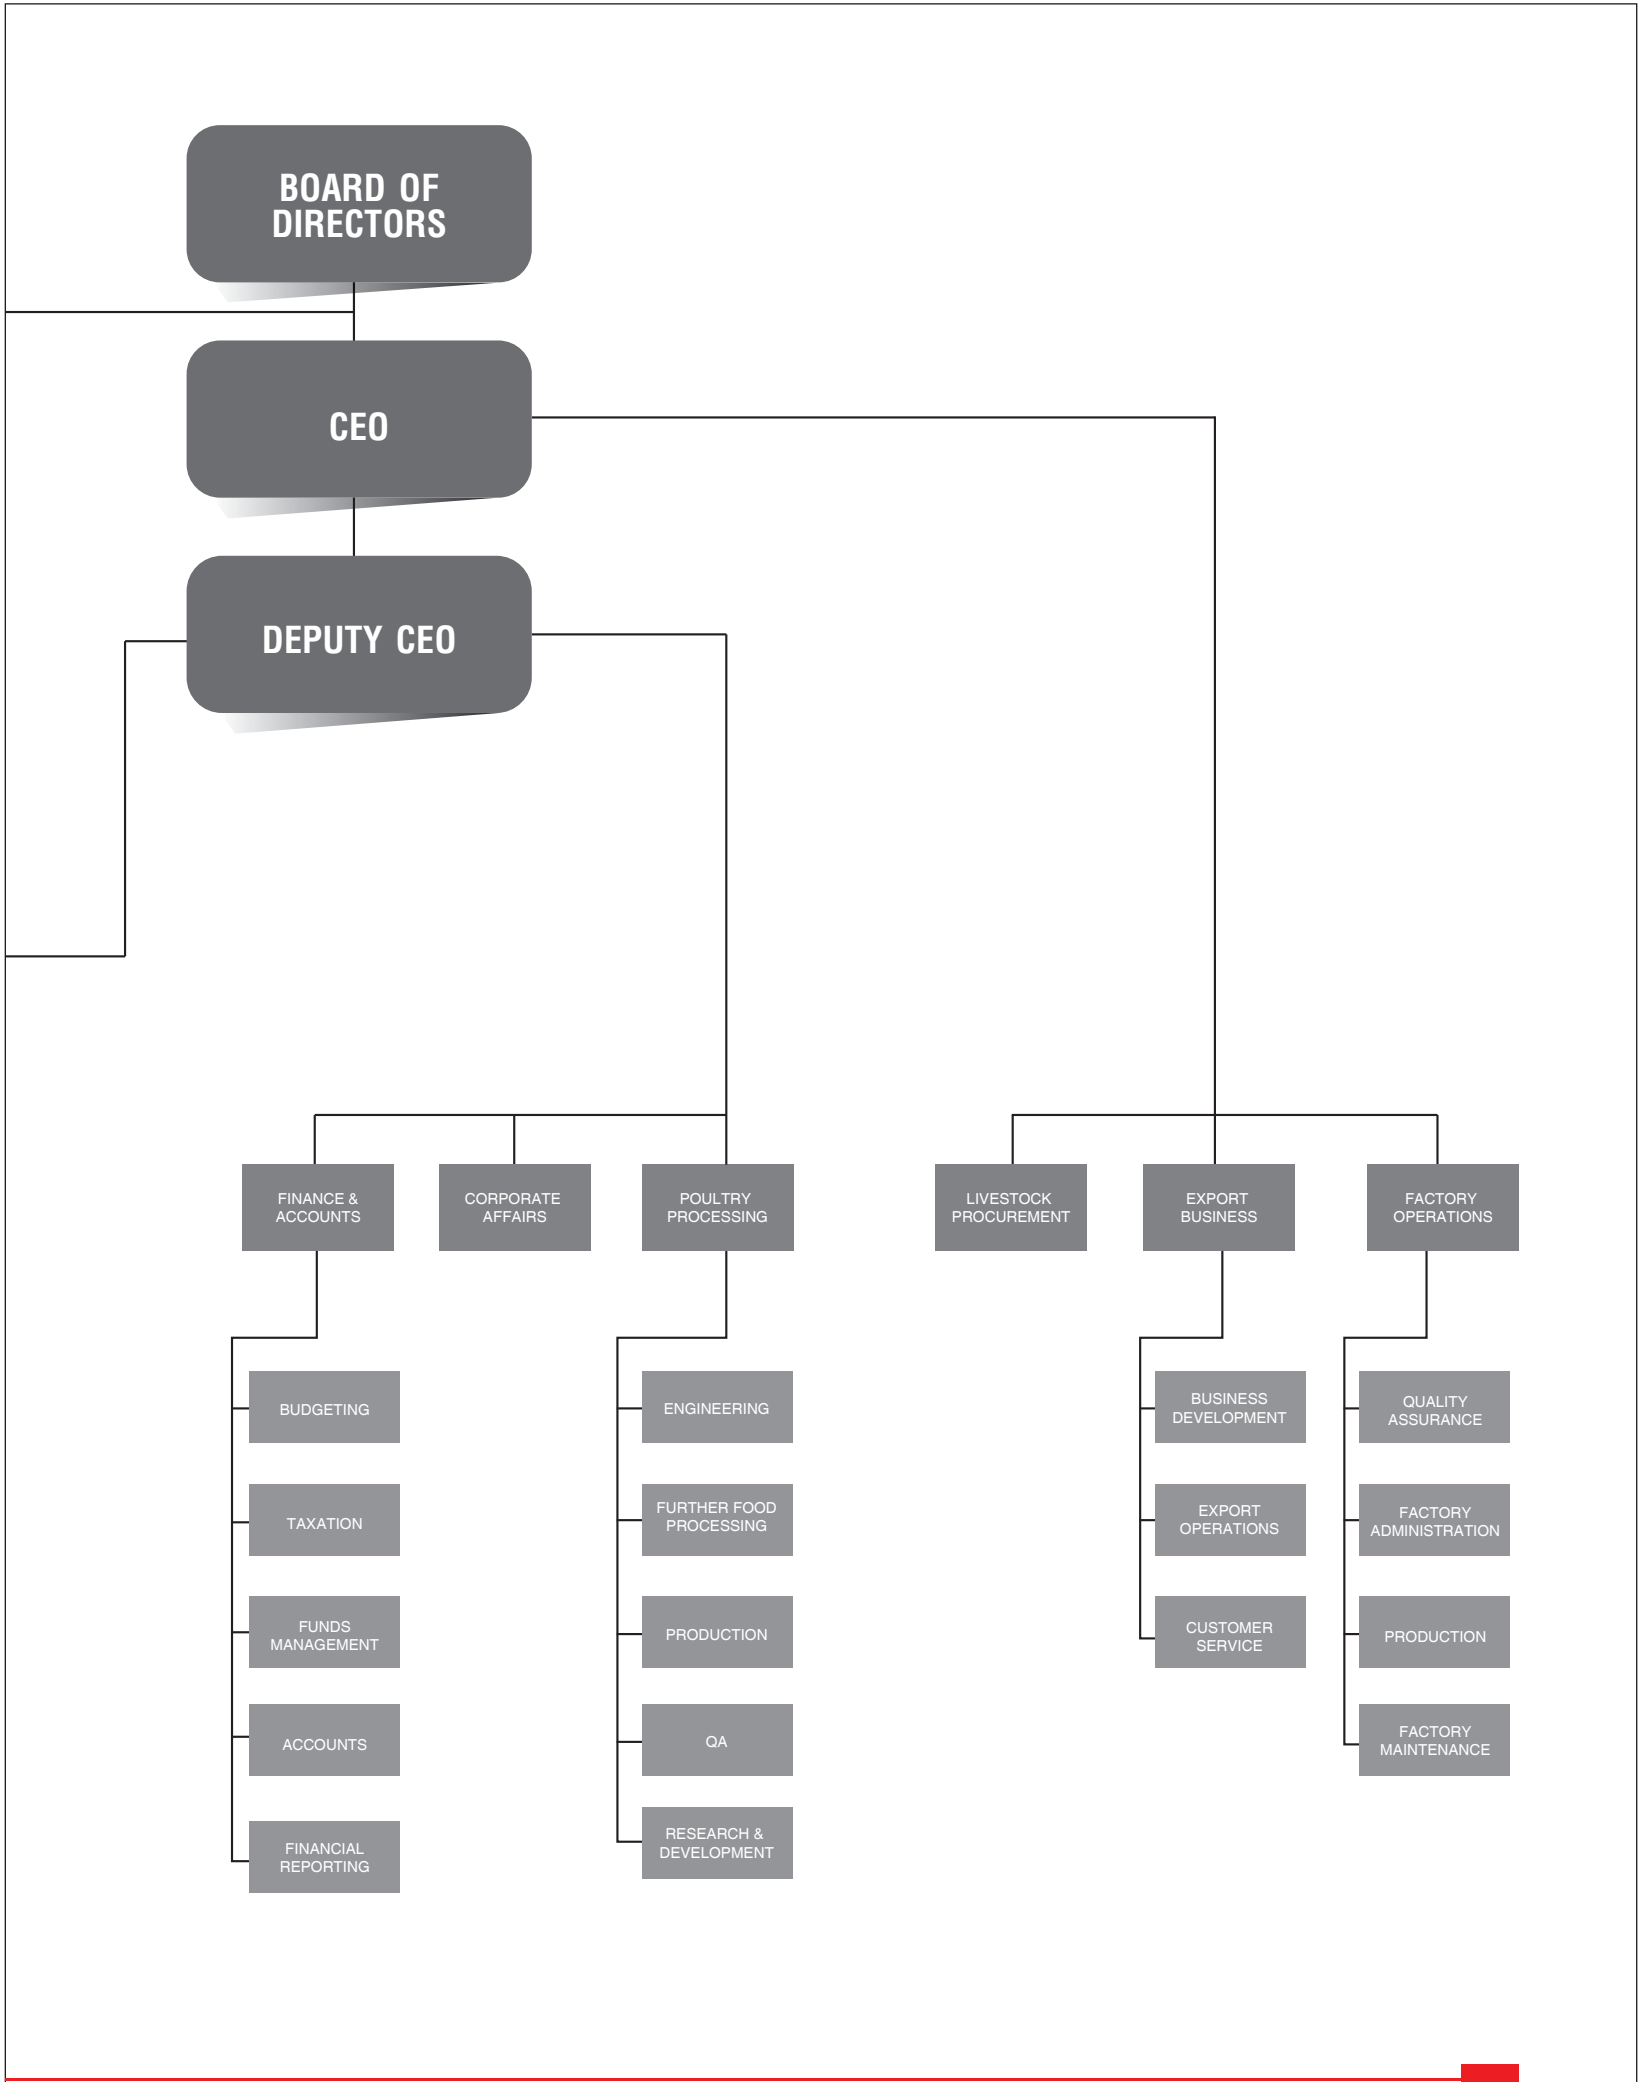 BOARD OF
DIRECTORS
CEO
DEPUTY CEO
FINANCE &
ACCOUNTS
CORPORATE
AFFAIRS
POULTRY
PROCESSING
LIVESTOCK
PROCUREMENT
EXPORT
BUSINESS
FACTORY
OPERATIONS
BUDGETING
TAXATION
FUNDS
MANAGEMENT
ACCOUNTS
FINANCIAL
REPORTING
ENGINEERING
FURTHER FOOD
PROCESSING
PRODUCTION
QA
RESEARCH &
DEVELOPMENT
BUSINESS
DEVELOPMENT
EXPORT
OPERATIONS
CUSTOMER
SERVICE
QUALITY
ASSURANCE
FACTORY
ADMINISTRATION
PRODUCTION
FACTORY
MAINTENANCE